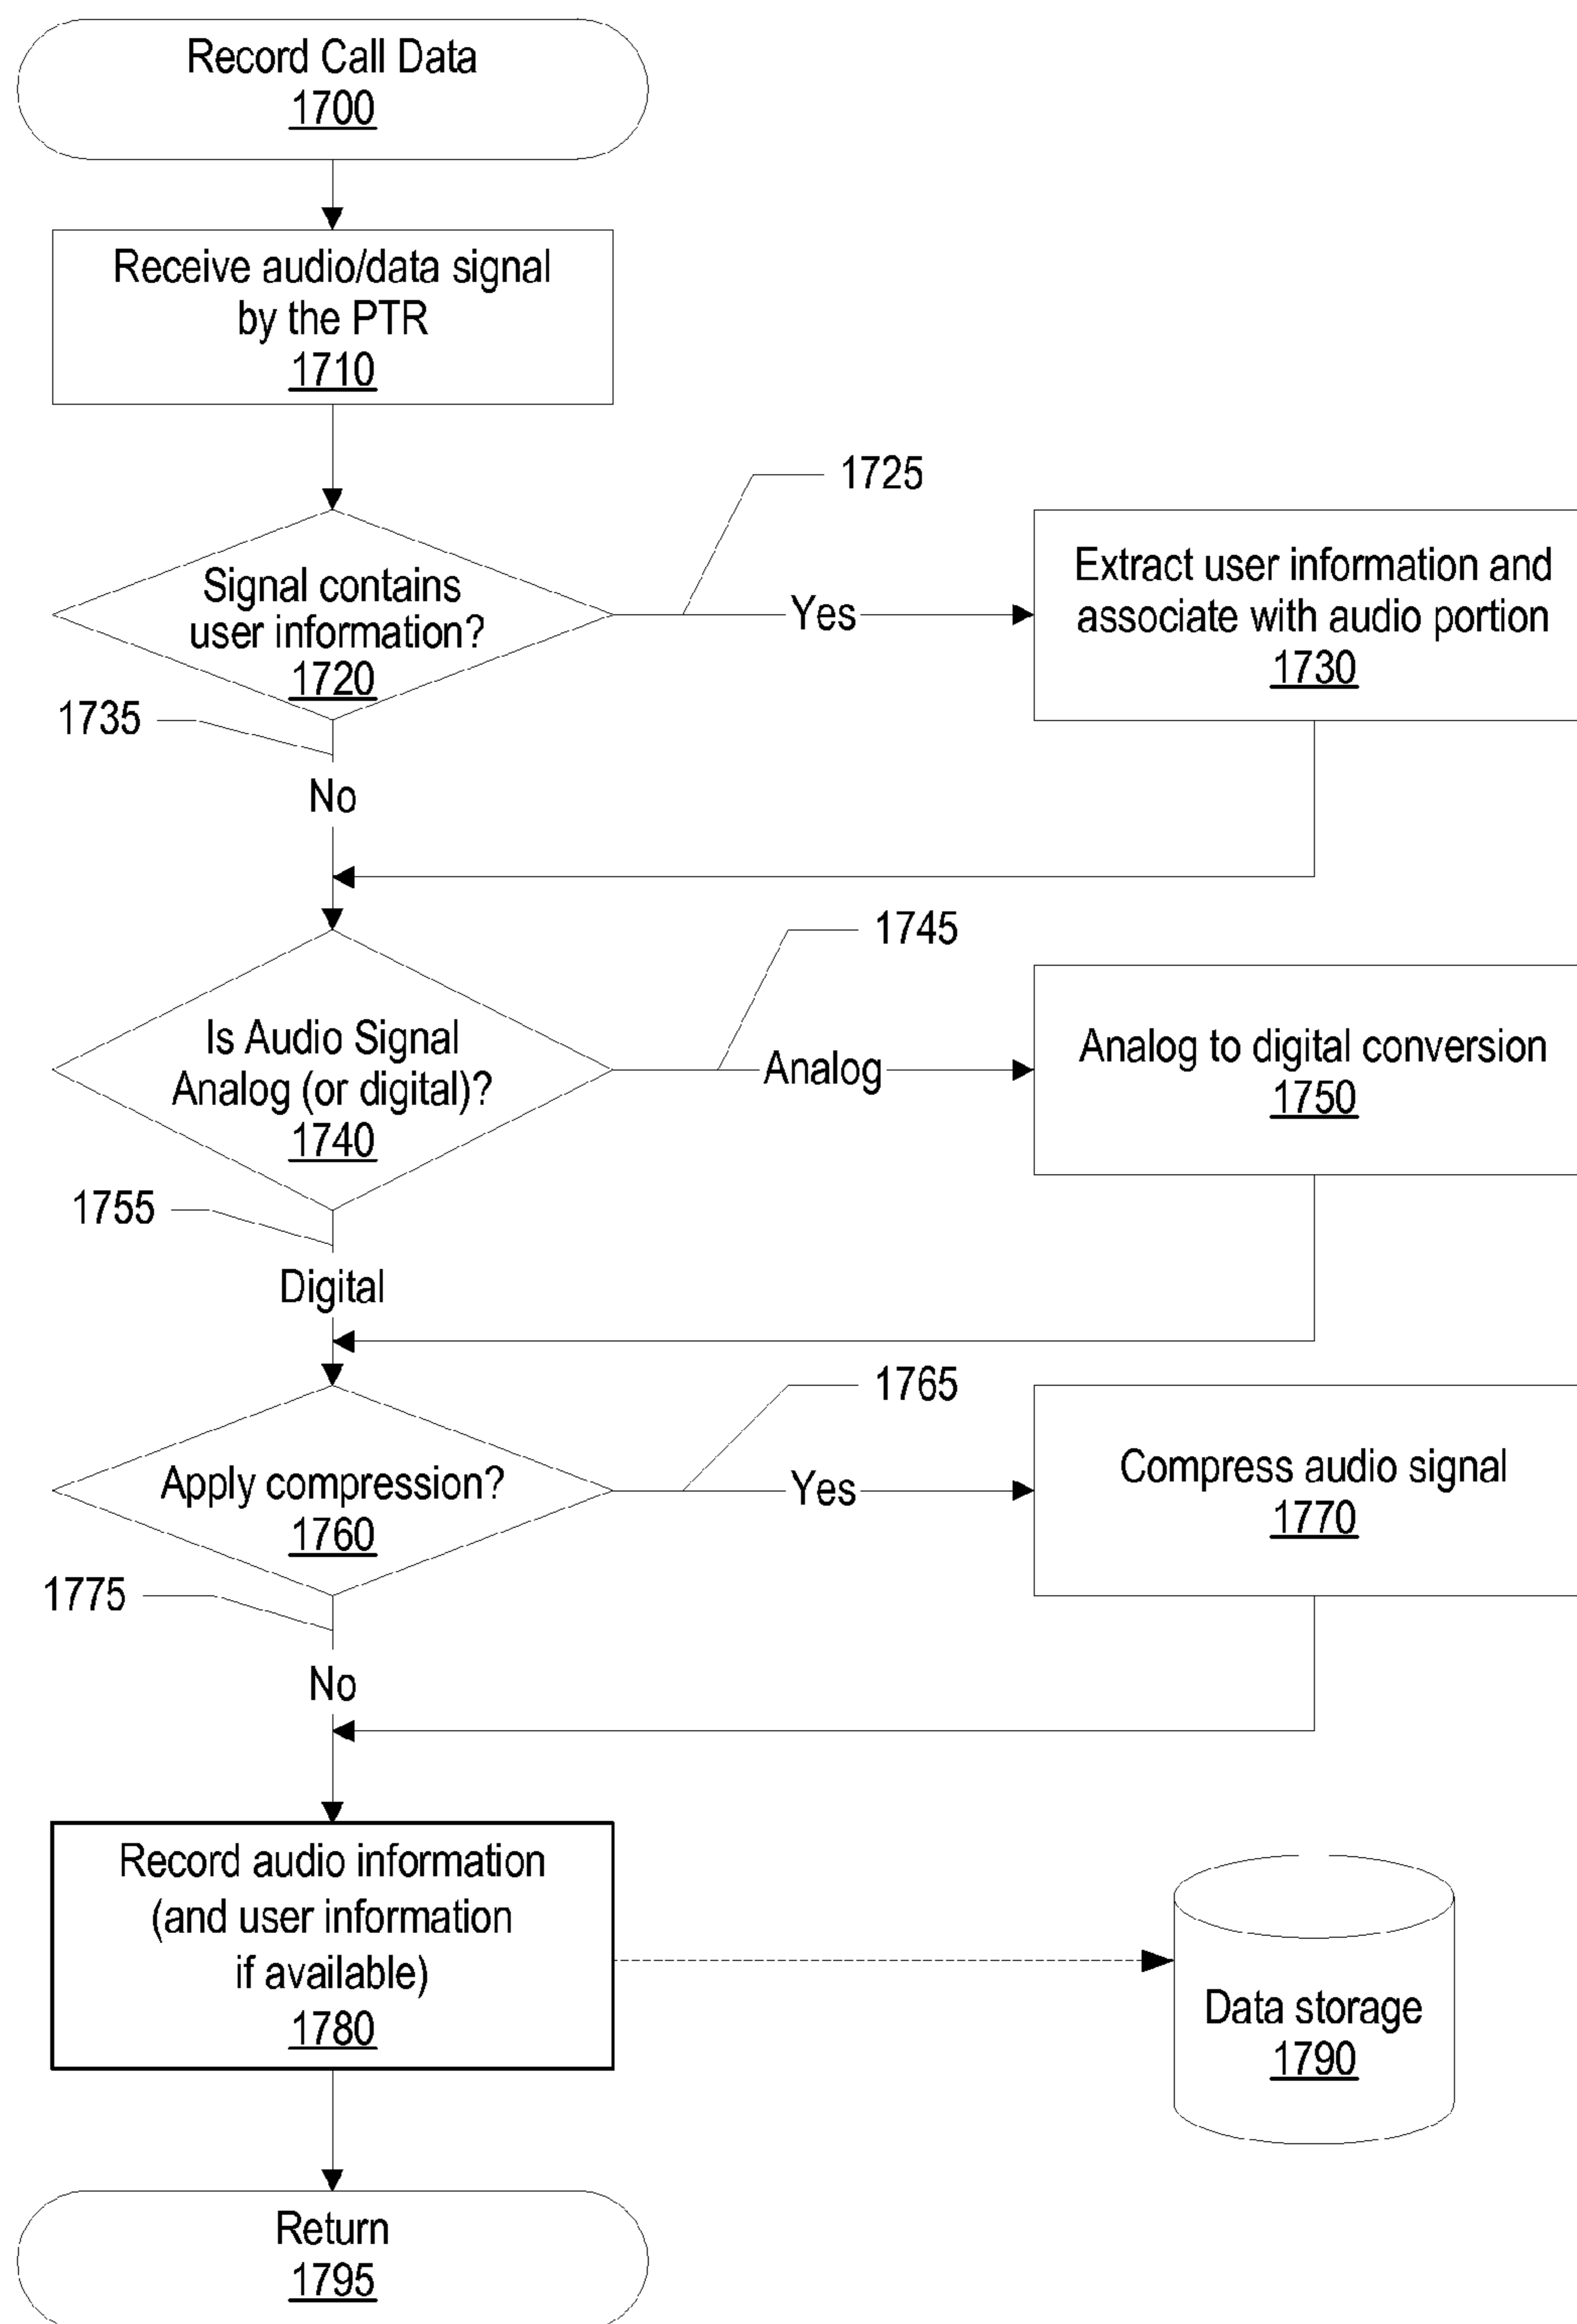 Record Call Data
1700
Receive audio/data signal
by the PTR
1710
1725
Signal contains
user information?
1720
Yes
Extract user information and
associate with audio portion
1730
1735
No
1745
Is Audio Signal
Analog (or digital)?
1740
Analog
Analog to digital conversion
1750
1755
Digital
1765
Apply compression?
1760
Yes
Compress audio signal
1770
1775
No
Record audio information
(and user information
if available)
1780
Data storage
1790
Return
1795